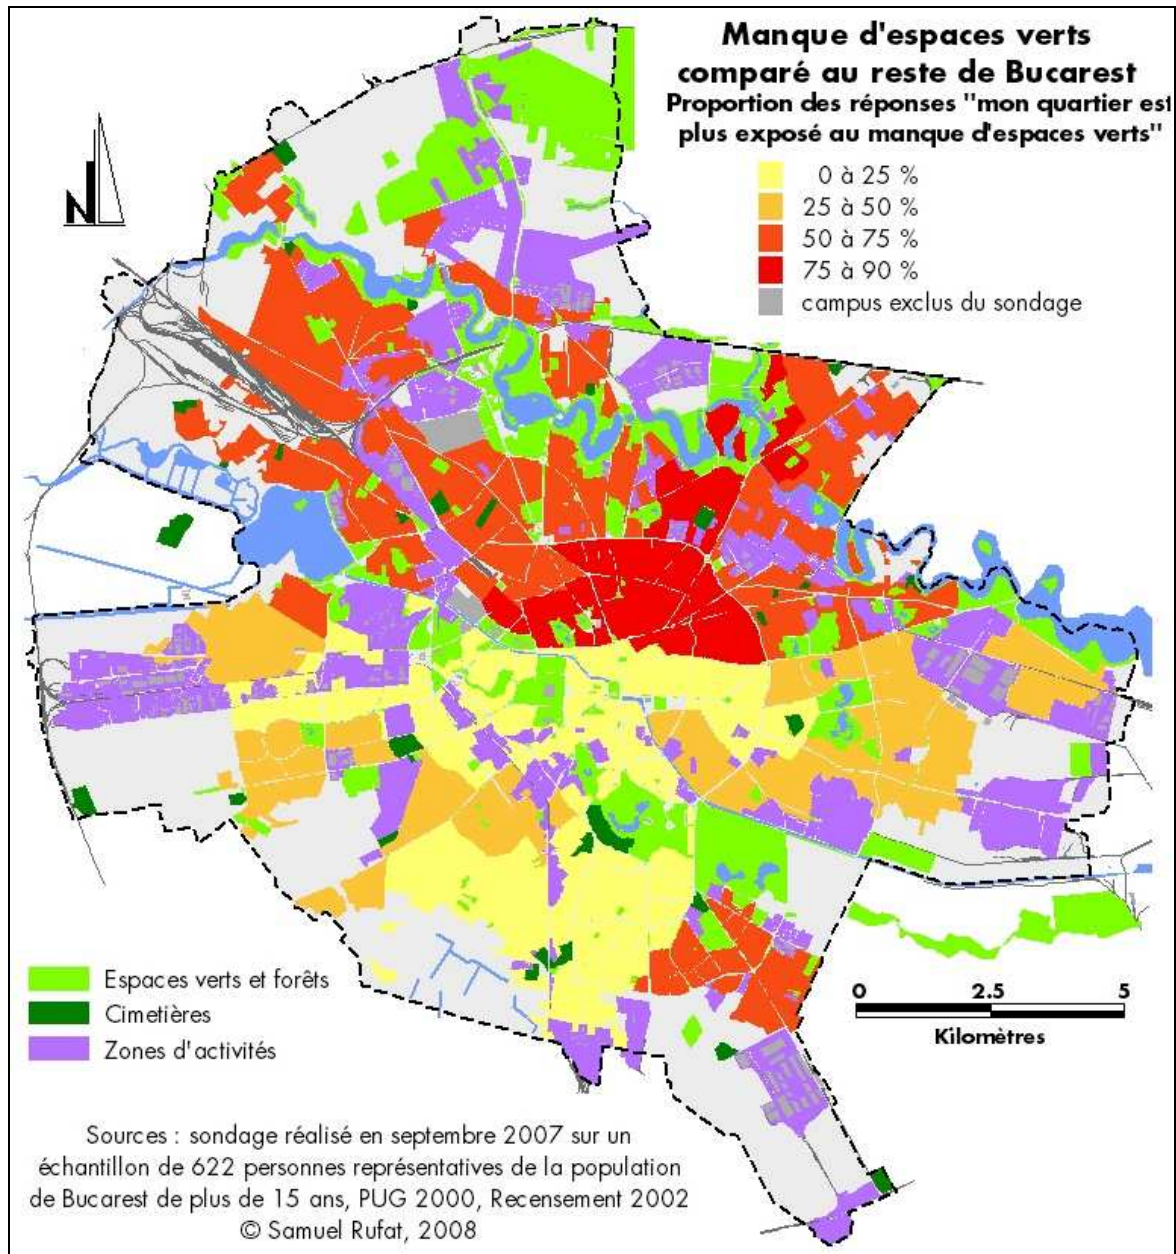 Manque d'espaces verts
comparé au reste de Bucarest
Proportion des réponses "mon quartier est
plus exposé au manque d'espaces verts"
0 à 25 %
25 à 50 %
50 à 75 %
75 à 90 %
campus exclus du sondage
N
Espaces verts et forêts
Cimetières
Zones d'activités
0 2.5 5
Kilomètres
Sources : sondage réalisé en septembre 2007 sur un
échantillon de 622 personnes représentatives de la population
de Bucarest de plus de 15 ans, PUG 2000, Recensement 2002
© Samuel Rufat, 2008